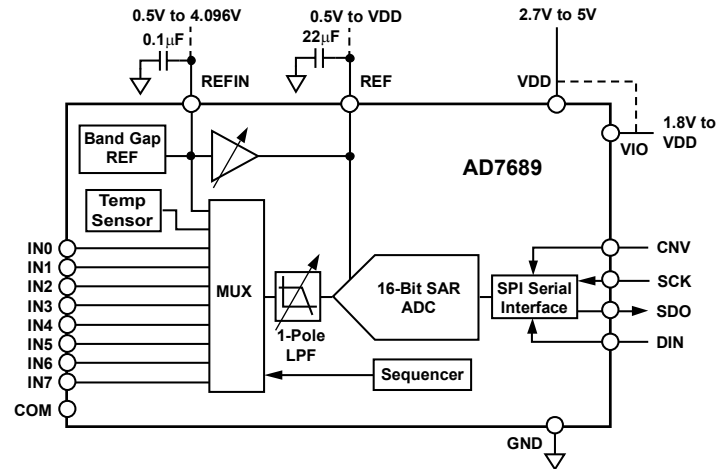 0.5V to 4.096V
0.1μF
REFIN
0.5V to VDD
22μF
REF
2.7V to 5V
VDD
1.8V to
VDD
VIO
Band Gap
REF
AD7689
Temp
Sensor
IN0
IN1
IN2
IN3
IN4
IN5
IN6
IN7
COM
MUX
1-Pole
LPF
16-Bit SAR
ADC
SPI Serial
Interface
CNV
SCK
SDO
DIN
Sequencer
GND